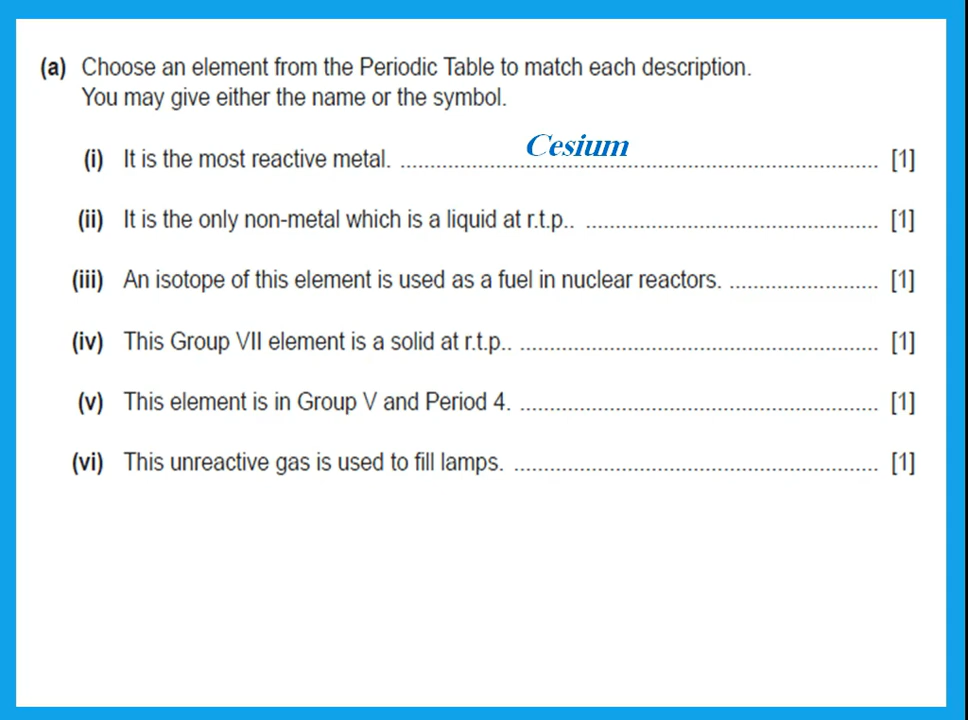 (a) Choose an element from the Periodic Table to match each description.
You may give either the name or the symbol.
(i) It is the most reactive metal. ........ Cesium ........ [1]
(ii) It is the only non-metal which is a liquid at r.t.p.. ........ [1]
(iii) An isotope of this element is used as a fuel in nuclear reactors. ........ [1]
(iv) This Group VII element is a solid at r.t.p.. ........ [1]
(v) This element is in Group V and Period 4. ........ [1]
(vi) This unreactive gas is used to fill lamps. ........ [1]